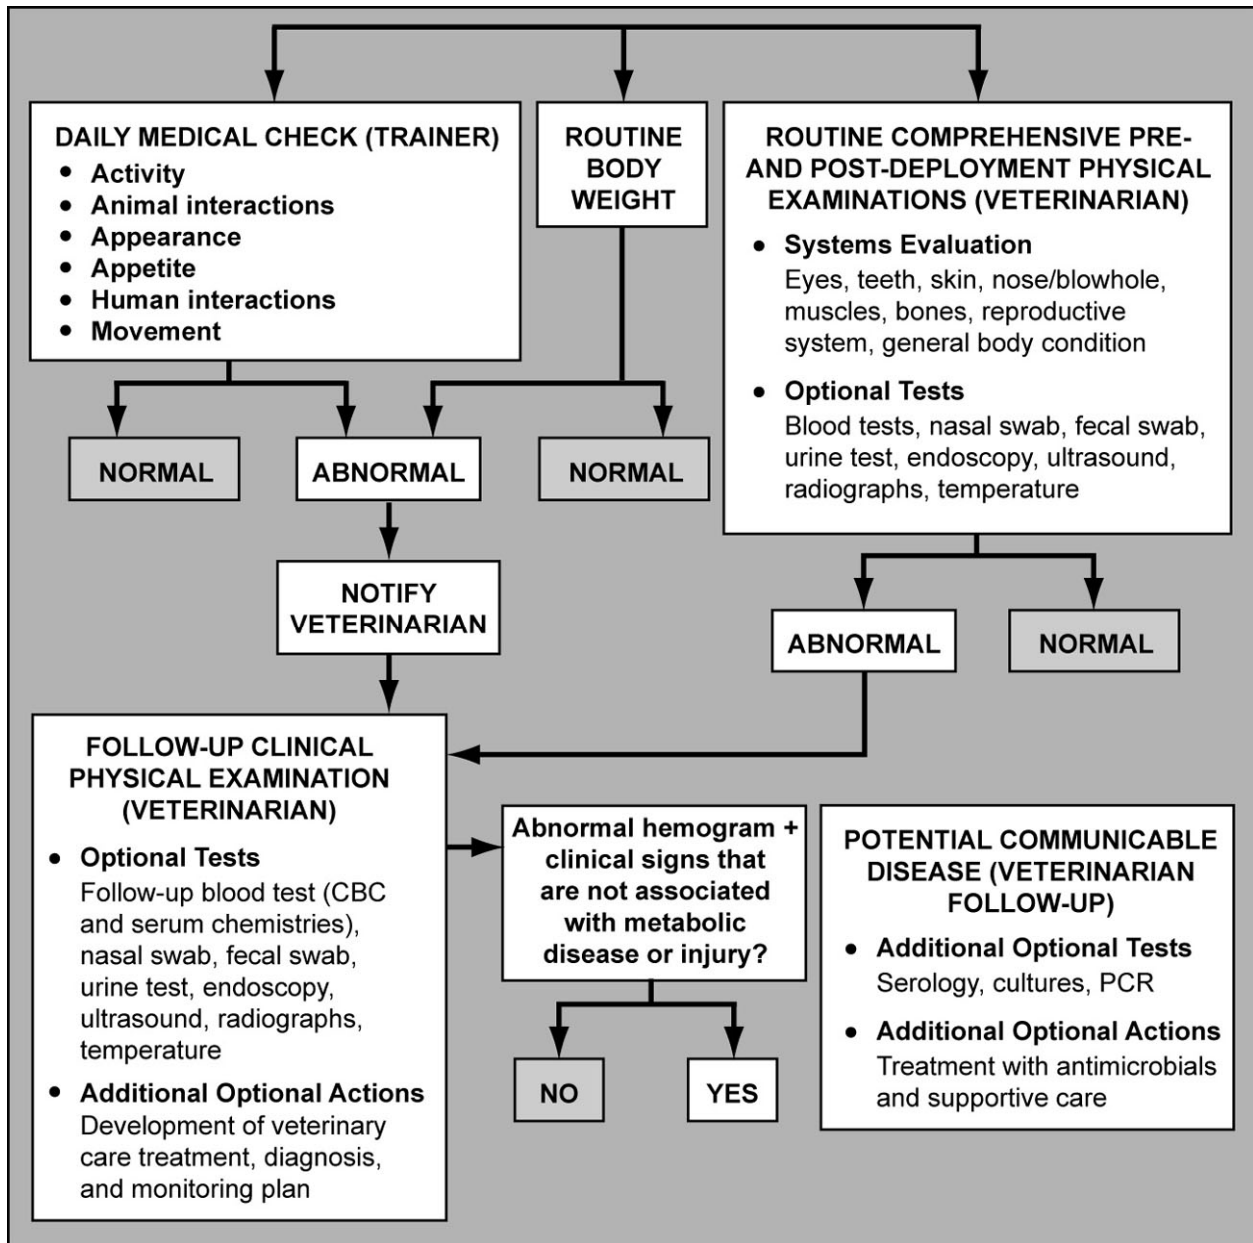 DAILY MEDICAL CHECK (TRAINER)
• Activity
• Animal interactions
• Appearance
• Appetite
• Human interactions
• Movement
ROUTINE
BODY
WEIGHT
ROUTINE COMPREHENSIVE PRE-
AND POST-DEPLOYMENT PHYSICAL
EXAMINATIONS (VETERINARIAN)
• Systems Evaluation
Eyes, teeth, skin, nose/blowhole,
muscles, bones, reproductive
system, general body condition
• Optional Tests
Blood tests, nasal swab, fecal swab,
urine test, endoscopy, ultrasound,
radiographs, temperature
NORMAL
ABNORMAL
NORMAL
NOTIFY
VETERINARIAN
ABNORMAL
NORMAL
FOLLOW-UP CLINICAL
PHYSICAL EXAMINATION
(VETERINARIAN)
• Optional Tests
Follow-up blood test (CBC
and serum chemistries),
nasal swab, fecal swab,
urine test, endoscopy,
ultrasound, radiographs,
temperature
• Additional Optional Actions
Development of veterinary
care treatment, diagnosis,
and monitoring plan
Abnormal hemogram +
clinical signs that
are not associated
with metabolic
disease or injury?
NO
YES
POTENTIAL COMMUNICABLE
DISEASE (VETERINARIAN
FOLLOW-UP)
• Additional Optional Tests
Serology, cultures, PCR
• Additional Optional Actions
Treatment with antimicrobials
and supportive care